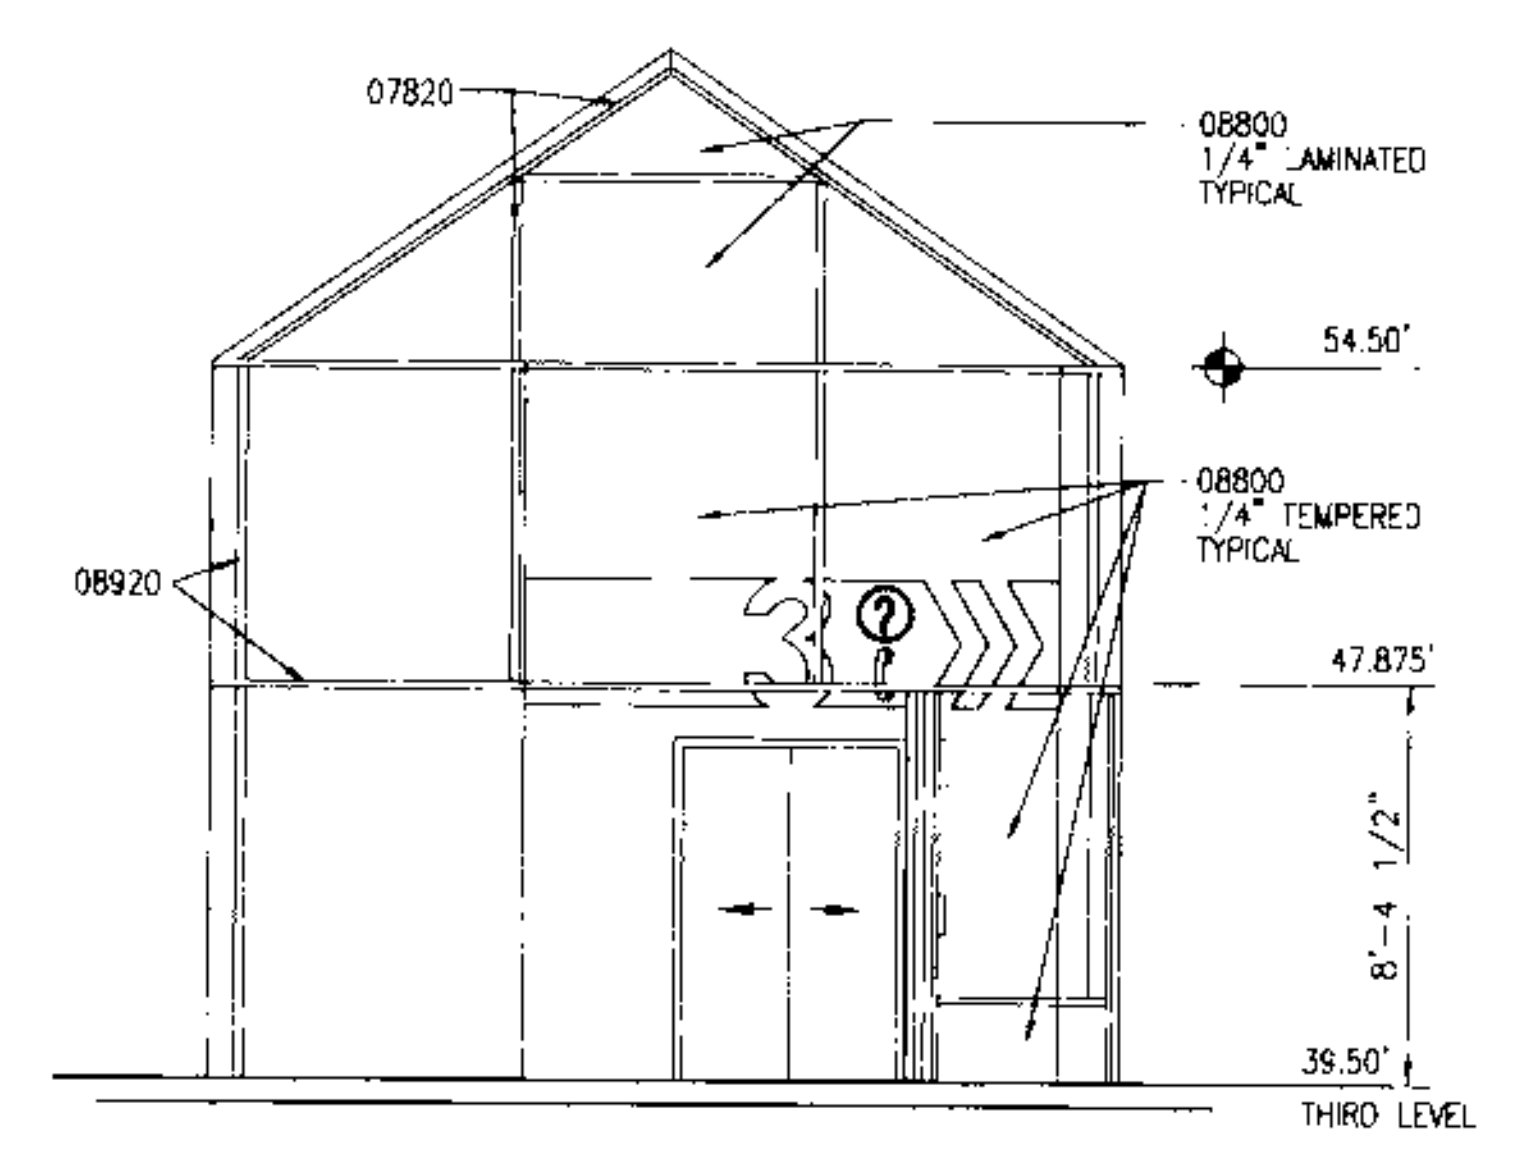 07820
08800
1/4" LAMINATED
TYPICAL
54.50'
08800
1/4" TEMPERED
TYPICAL
08920
3 ?
47.875'
8'-4 1/2"
39.50'
THIRD LEVEL